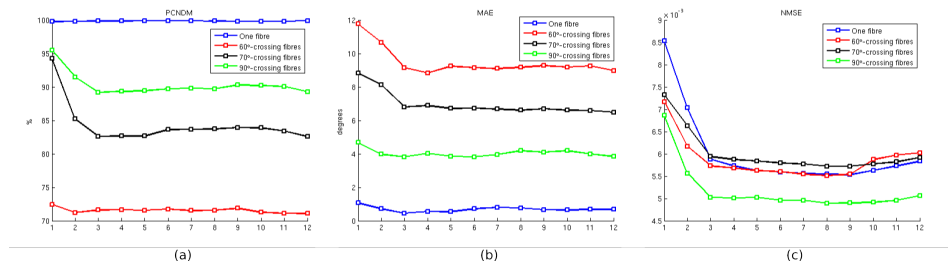 PCNDM
100
95
90
85
80
75
70
%
1 2 3 4 5 6 7 8 9 10 11 12
One fibre
60º-crossing fibres
70º-crossing fibres
90º-crossing fibres
(a)
MAE
12
10
8
6
4
2
0
degrees
1 2 3 4 5 6 7 8 9 10 11 12
One fibre
60º-crossing fibres
70º-crossing fibres
90º-crossing fibres
(b)
NMSE
x 10⁻³
9
8.5
8
7.5
7
6.5
6
5.5
5
4.5
1 2 3 4 5 6 7 8 9 10 11 12
One fibre
60º-crossing fibres
70º-crossing fibres
90º-crossing fibres
(c)